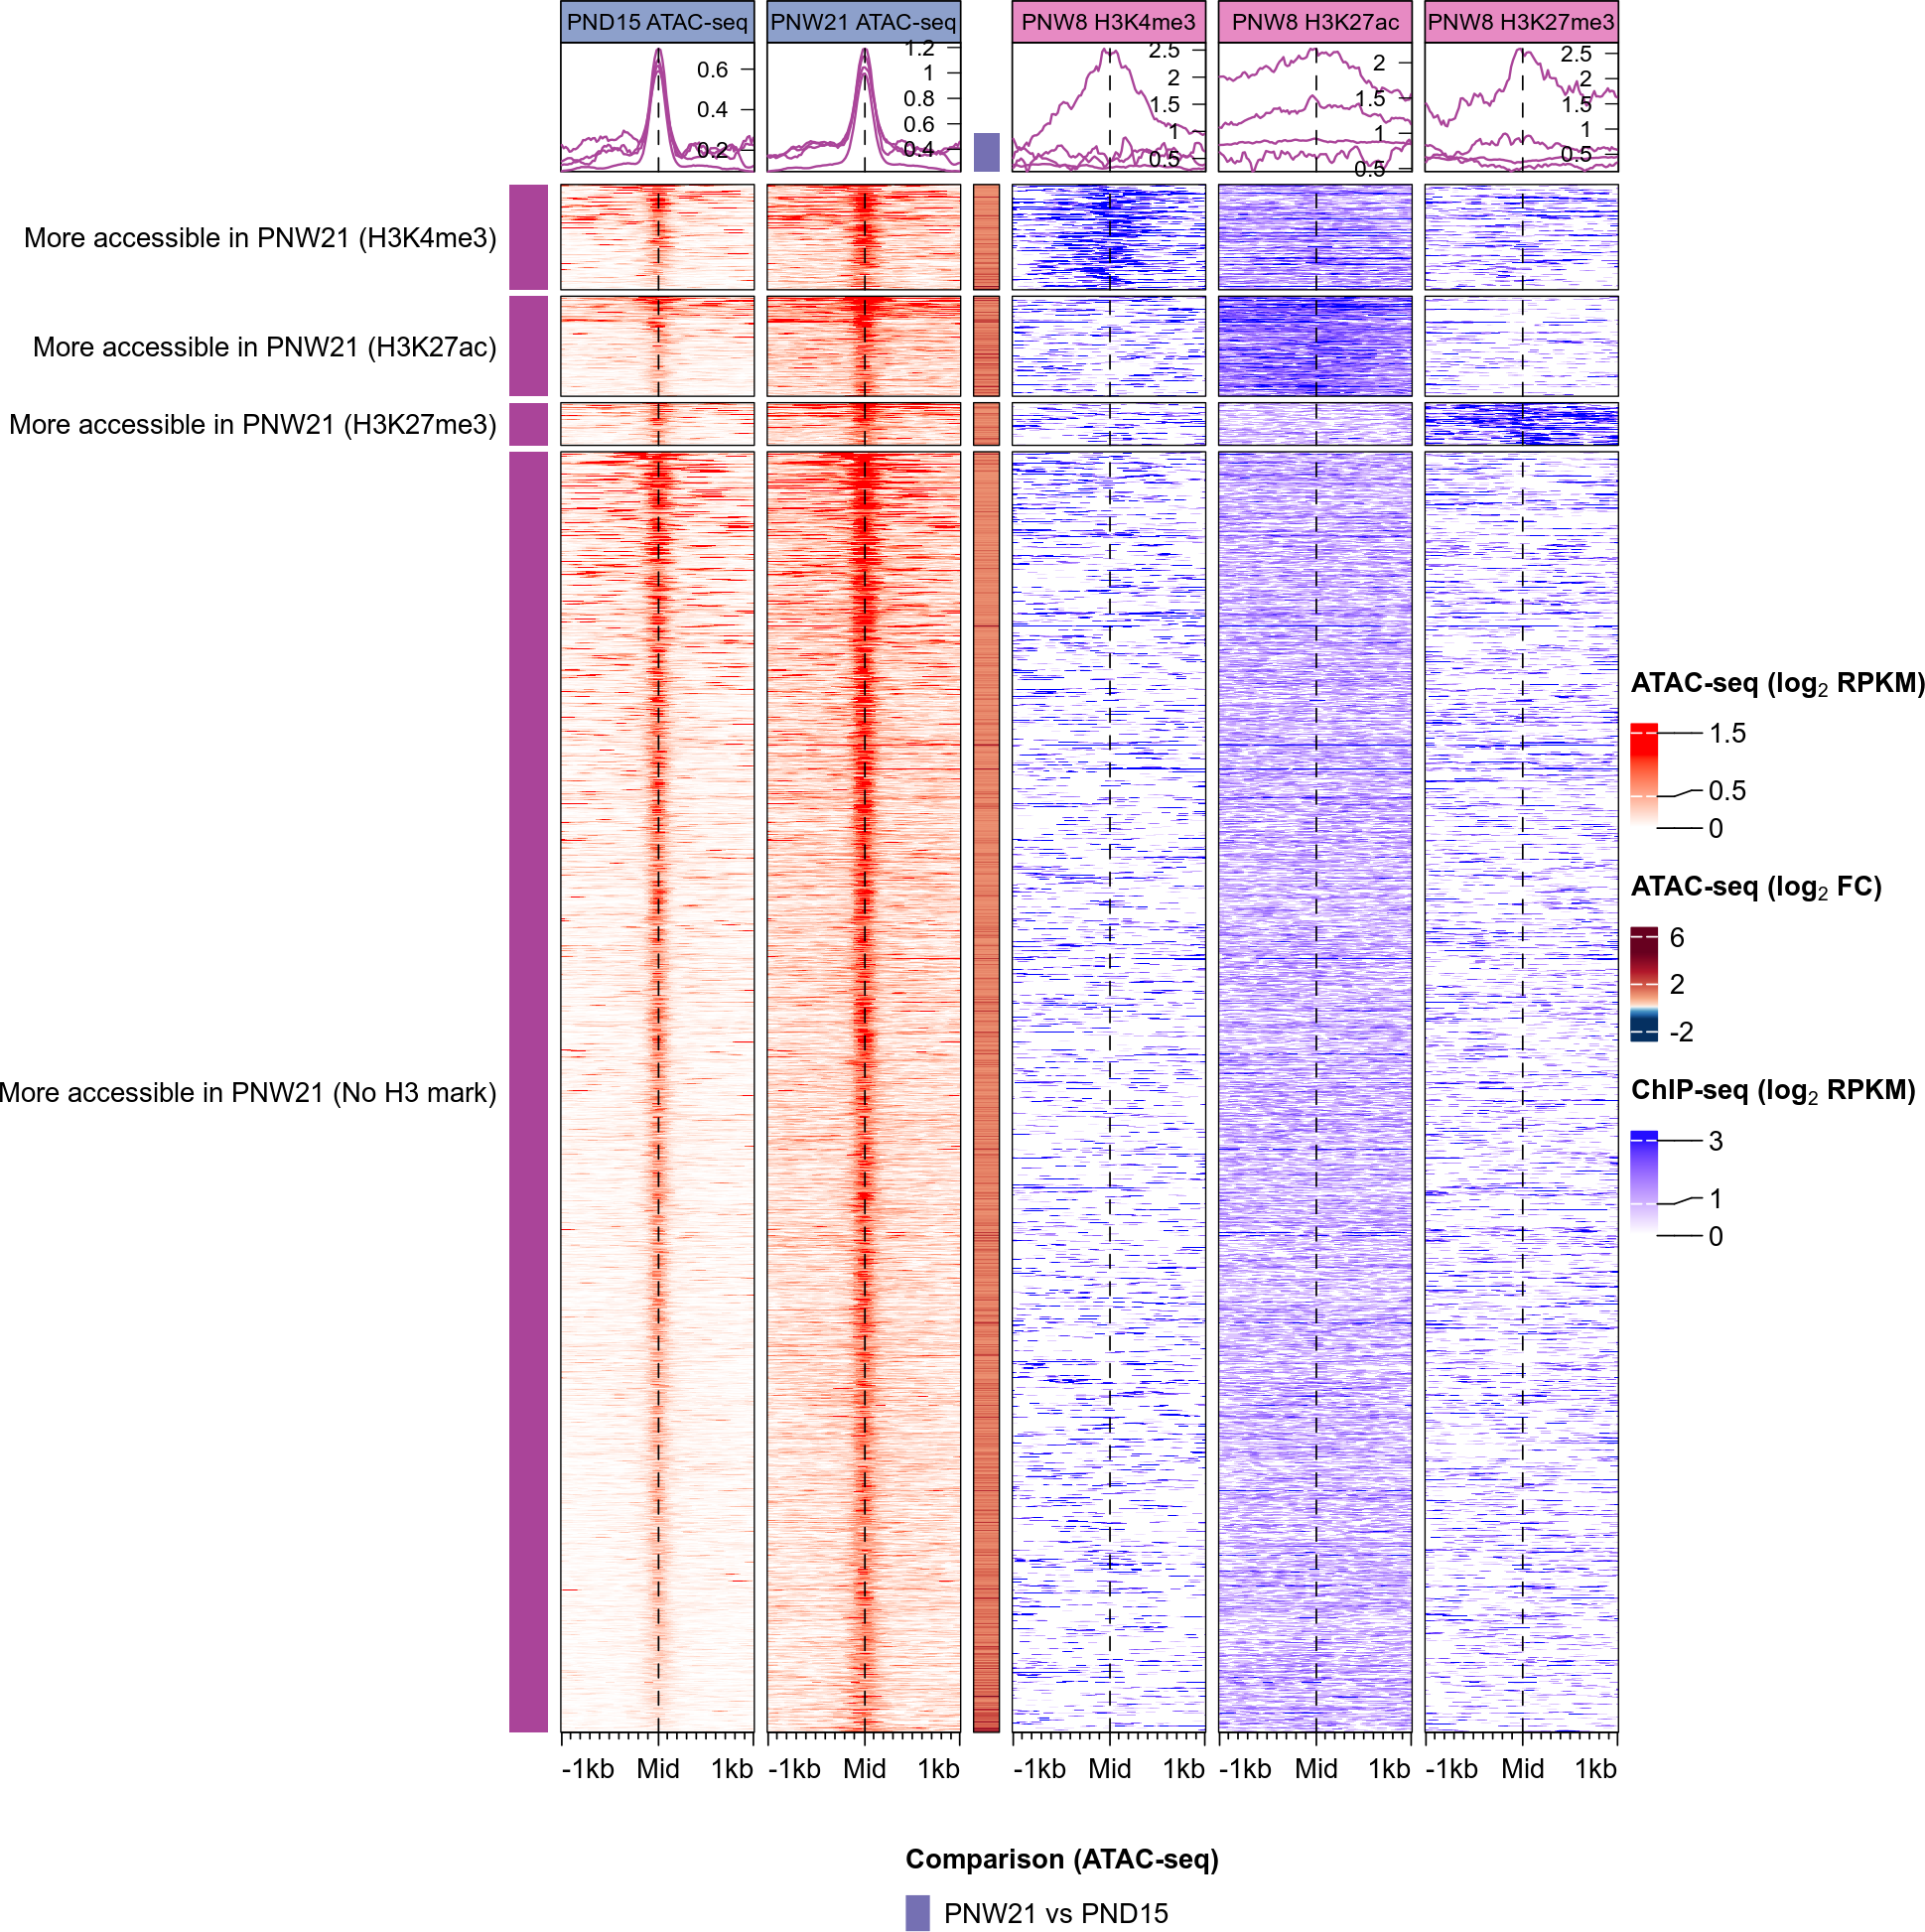 PND15 ATAC-seq
PNW21 ATAC-seq
PNW8 H3K4me3
PNW8 H3K27ac
PNW8 H3K27me3
0.6
0.4
0.2
1.2
1
0.8
0.6
0.4
2.5
2
1.5
1
0.5
2
1.5
1
0.5
2.5
2
1.5
1
0.5
More accessible in PNW21 (H3K4me3)
More accessible in PNW21 (H3K27ac)
More accessible in PNW21 (H3K27me3)
More accessible in PNW21 (No H3 mark)
ATAC-seq (log₂ RPKM)
1.5
0.5
0
ATAC-seq (log₂ FC)
6
2
-2
ChIP-seq (log₂ RPKM)
3
1
0
-1kb Mid 1kb
-1kb Mid 1kb
-1kb Mid 1kb
-1kb Mid 1kb
-1kb Mid 1kb
Comparison (ATAC-seq)
PNW21 vs PND15